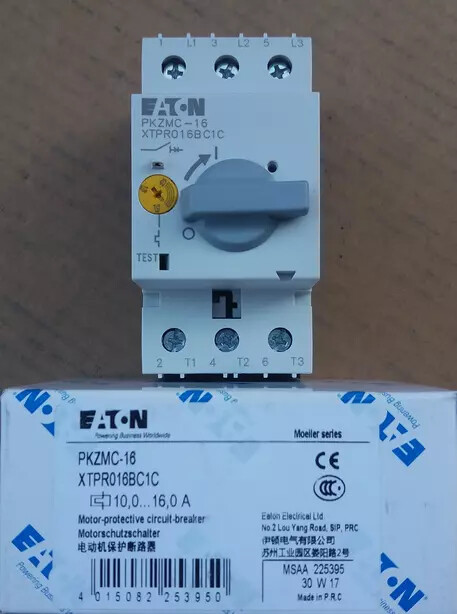 1 L1 3 L2 5 L3
EATON
PKZMC-16
XTPR016BC1C
I
O
TEST
2 T1 4 T2 6 T3
EATON
Powering Business Worldwide
Moeller series
PKZMC-16
XTPR016BC1C
CE
CCC
10,0...16,0 A
Motor-protective circuit-breaker
Motorschutzschalter
电动机保护断路器
Eaton Electrical Ltd.
No.2 Lou Yang Road, SIP, PRC
伊顿电气有限公司
苏州工业园区娄阳路2号
MSAA 225395
30 W 17
Made in P.R.C
4 015082 253950
EATON
EATON